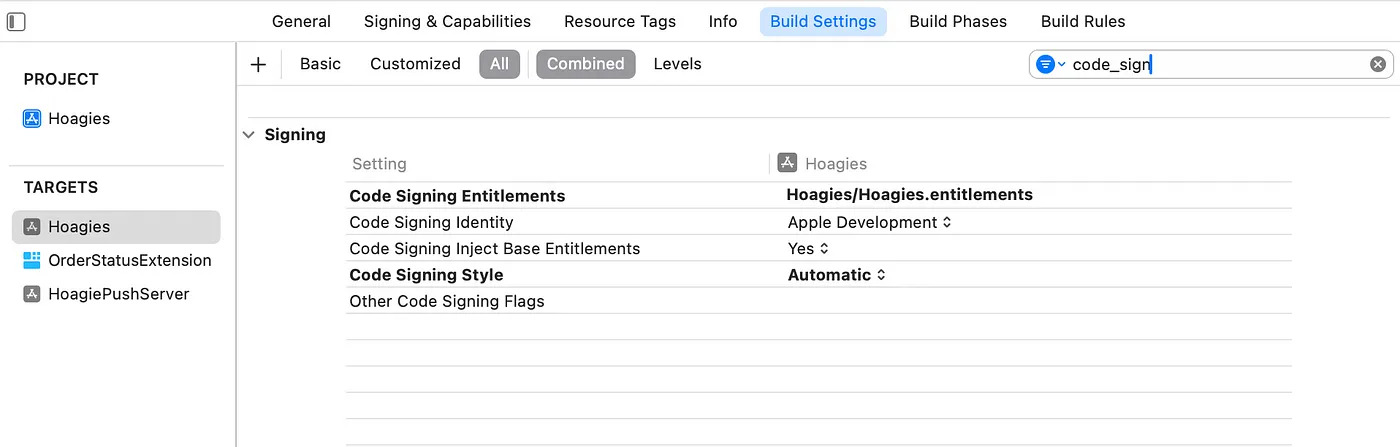 General Signing & Capabilities Resource Tags Info Build Settings Build Phases Build Rules
PROJECT
Hoagies
TARGETS
Hoagies
OrderStatusExtension
HoagiePushServer
+ Basic Customized All Combined Levels code_sign
Signing
Setting Hoagies
Code Signing Entitlements Hoagies/Hoagies.entitlements
Code Signing Identity Apple Development
Code Signing Inject Base Entitlements Yes
Code Signing Style Automatic
Other Code Signing Flags